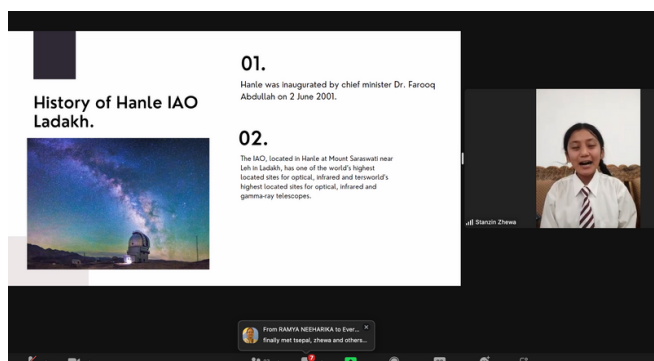 History of Hanle IAO
Ladakh.
01.
Hanle was inaugurated by chief minister Dr. Farooq
Abdullah on 2 June 2001.
02.
The IAO, located in Hanle at Mount Saraswati near
Leh in Ladakh, has one of the world's highest
located sites for optical, infrared and tersworld's
highest located sites for optical, infrared and
gamma-ray telescopes.
Stanzin Zhewa
From RAMYA NEEHARIKA to Ever...
finally met tsepal, zhewa and others...
7